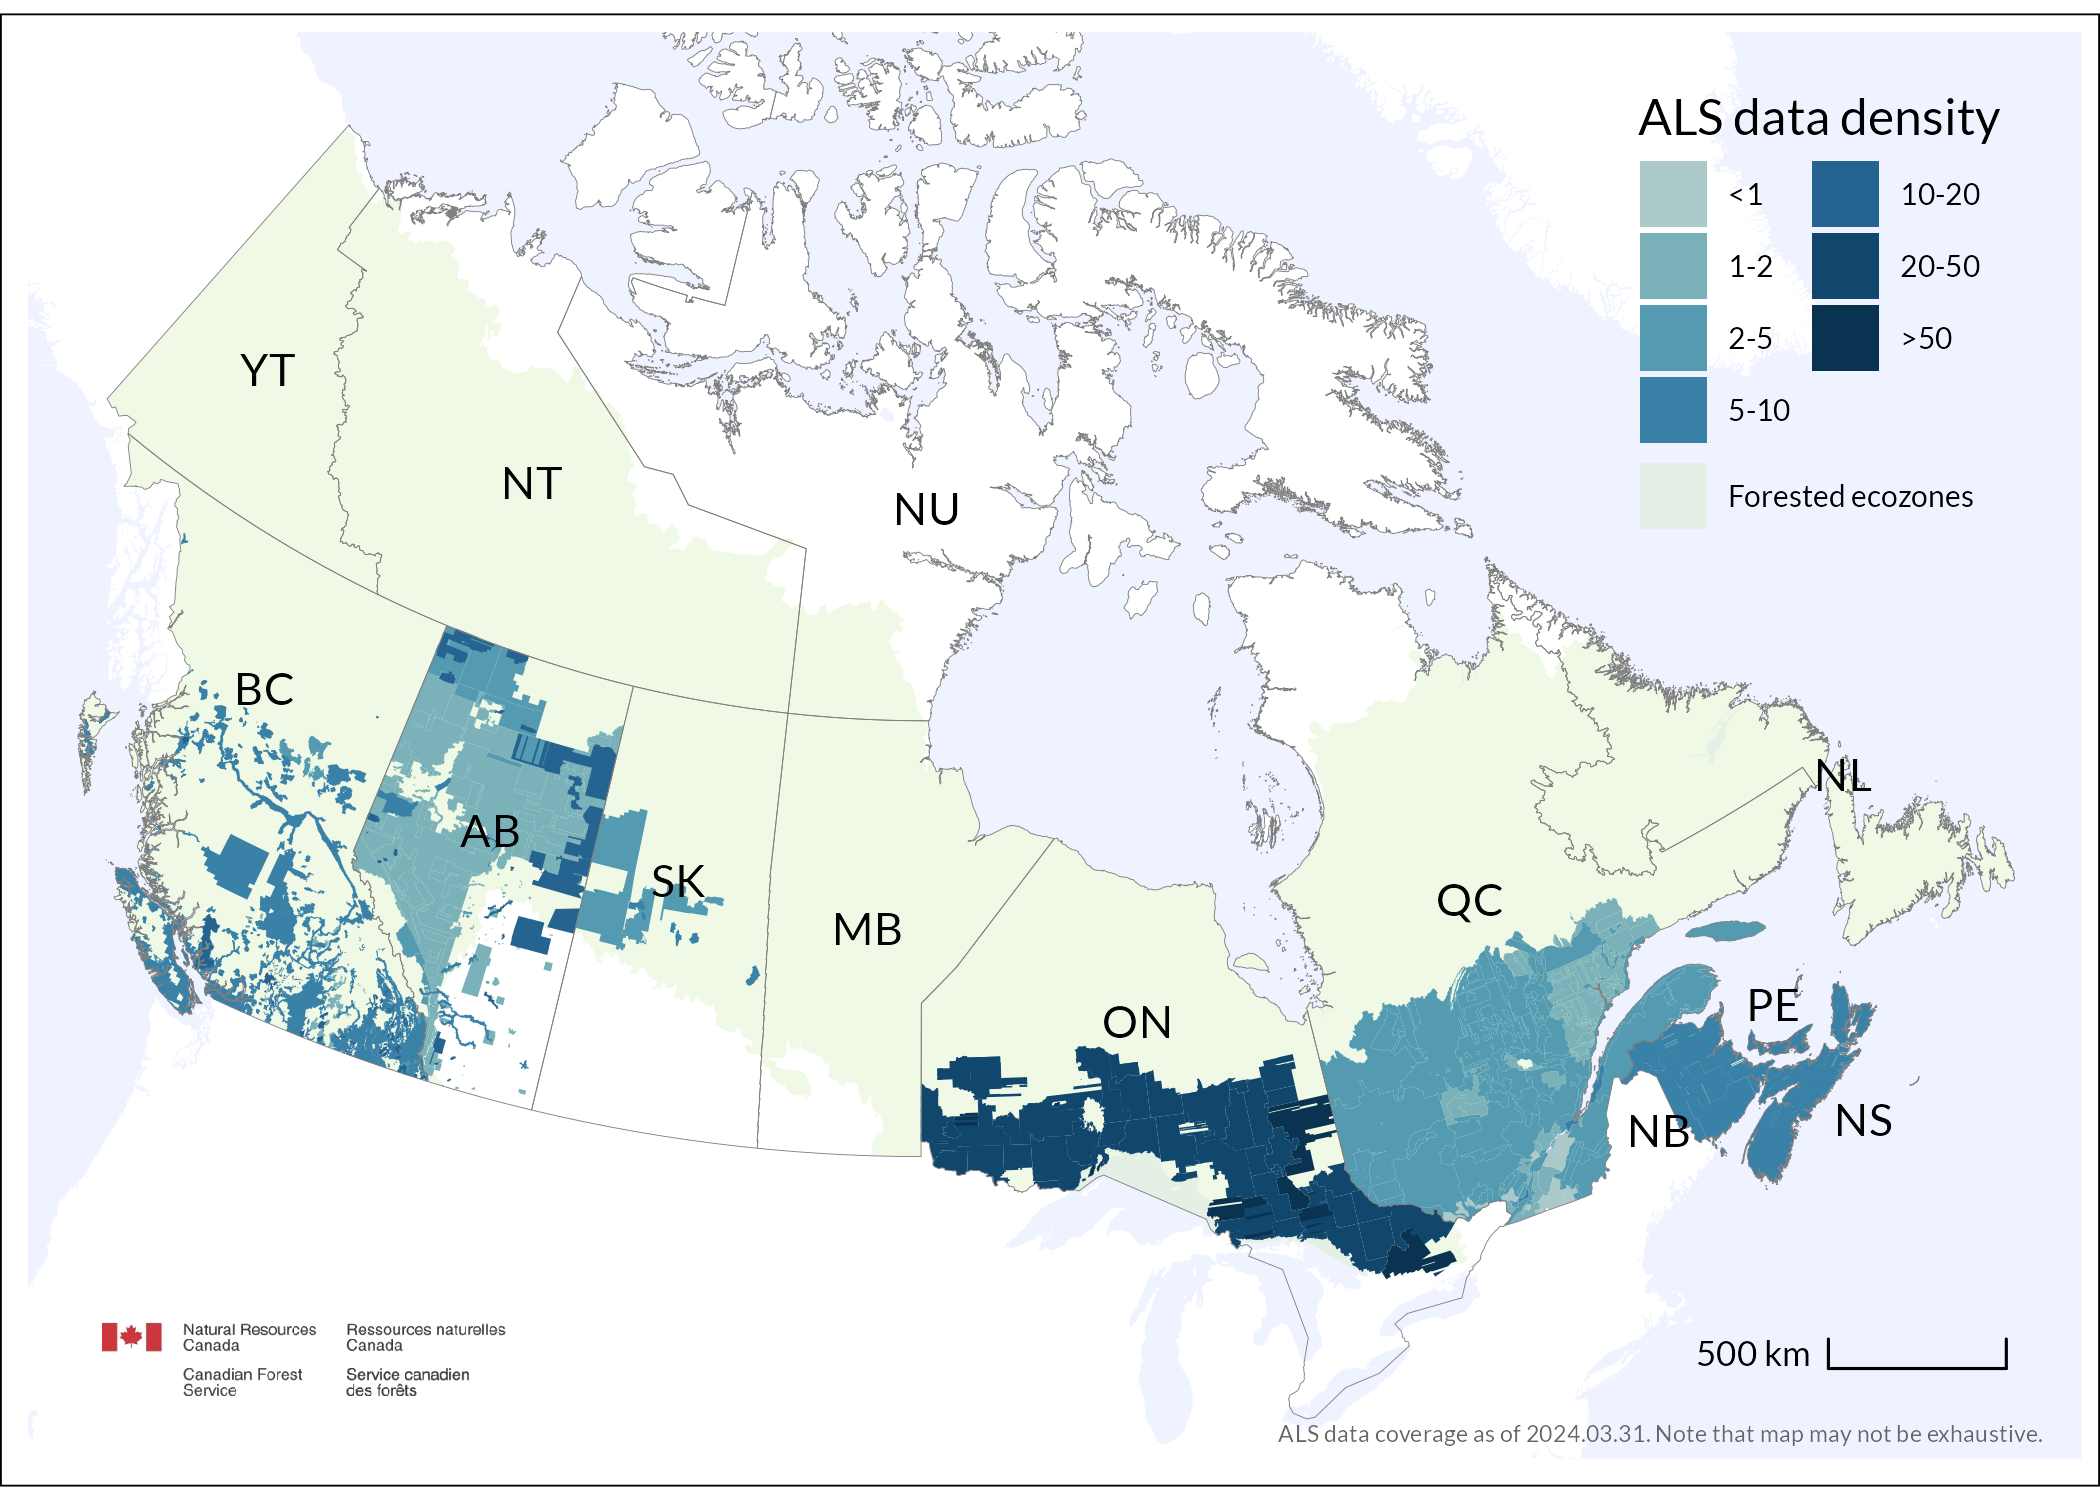 ALS data density
<1
10-20
1-2
20-50
2-5
>50
5-10
Forested ecozones
YT
NT
NU
BC
AB
SK
MB
ON
QC
NL
PE
NB
NS
Natural Resources
Canada
Canadian Forest
Service
Ressources naturelles
Canada
Service canadien
des forêts
500 km
ALS data coverage as of 2024.03.31. Note that map may not be exhaustive.